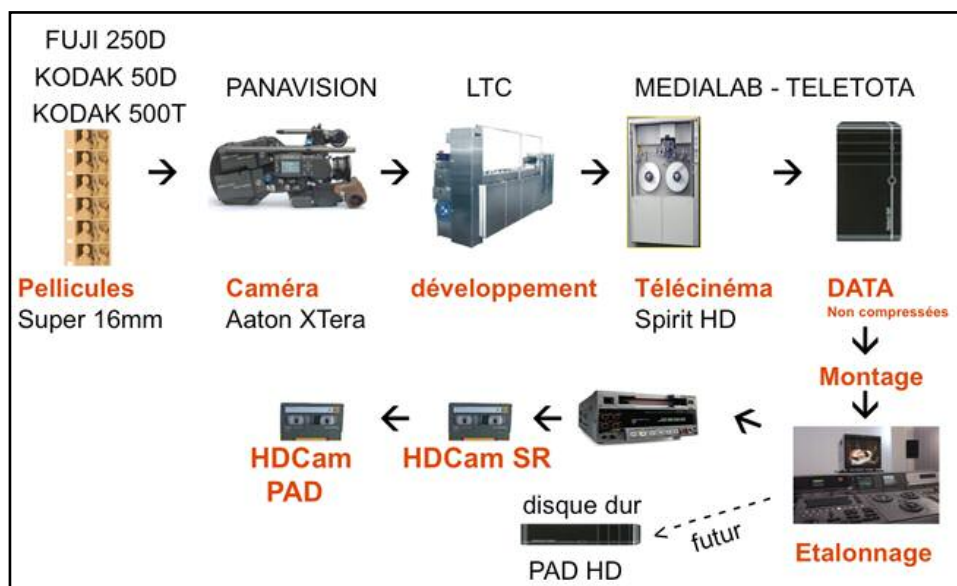 FUJI 250D
KODAK 50D
KODAK 500T
PANAVISION
LTC
MEDIALAB - TELETOTA
Pellicules
Super 16mm
Caméra
Aaton XTera
développement
Télécinéma
Spirit HD
DATA
Non compressées
Montage
HDCam
PAD
HDCam SR
disque dur
futur
PAD HD
Etalonnage